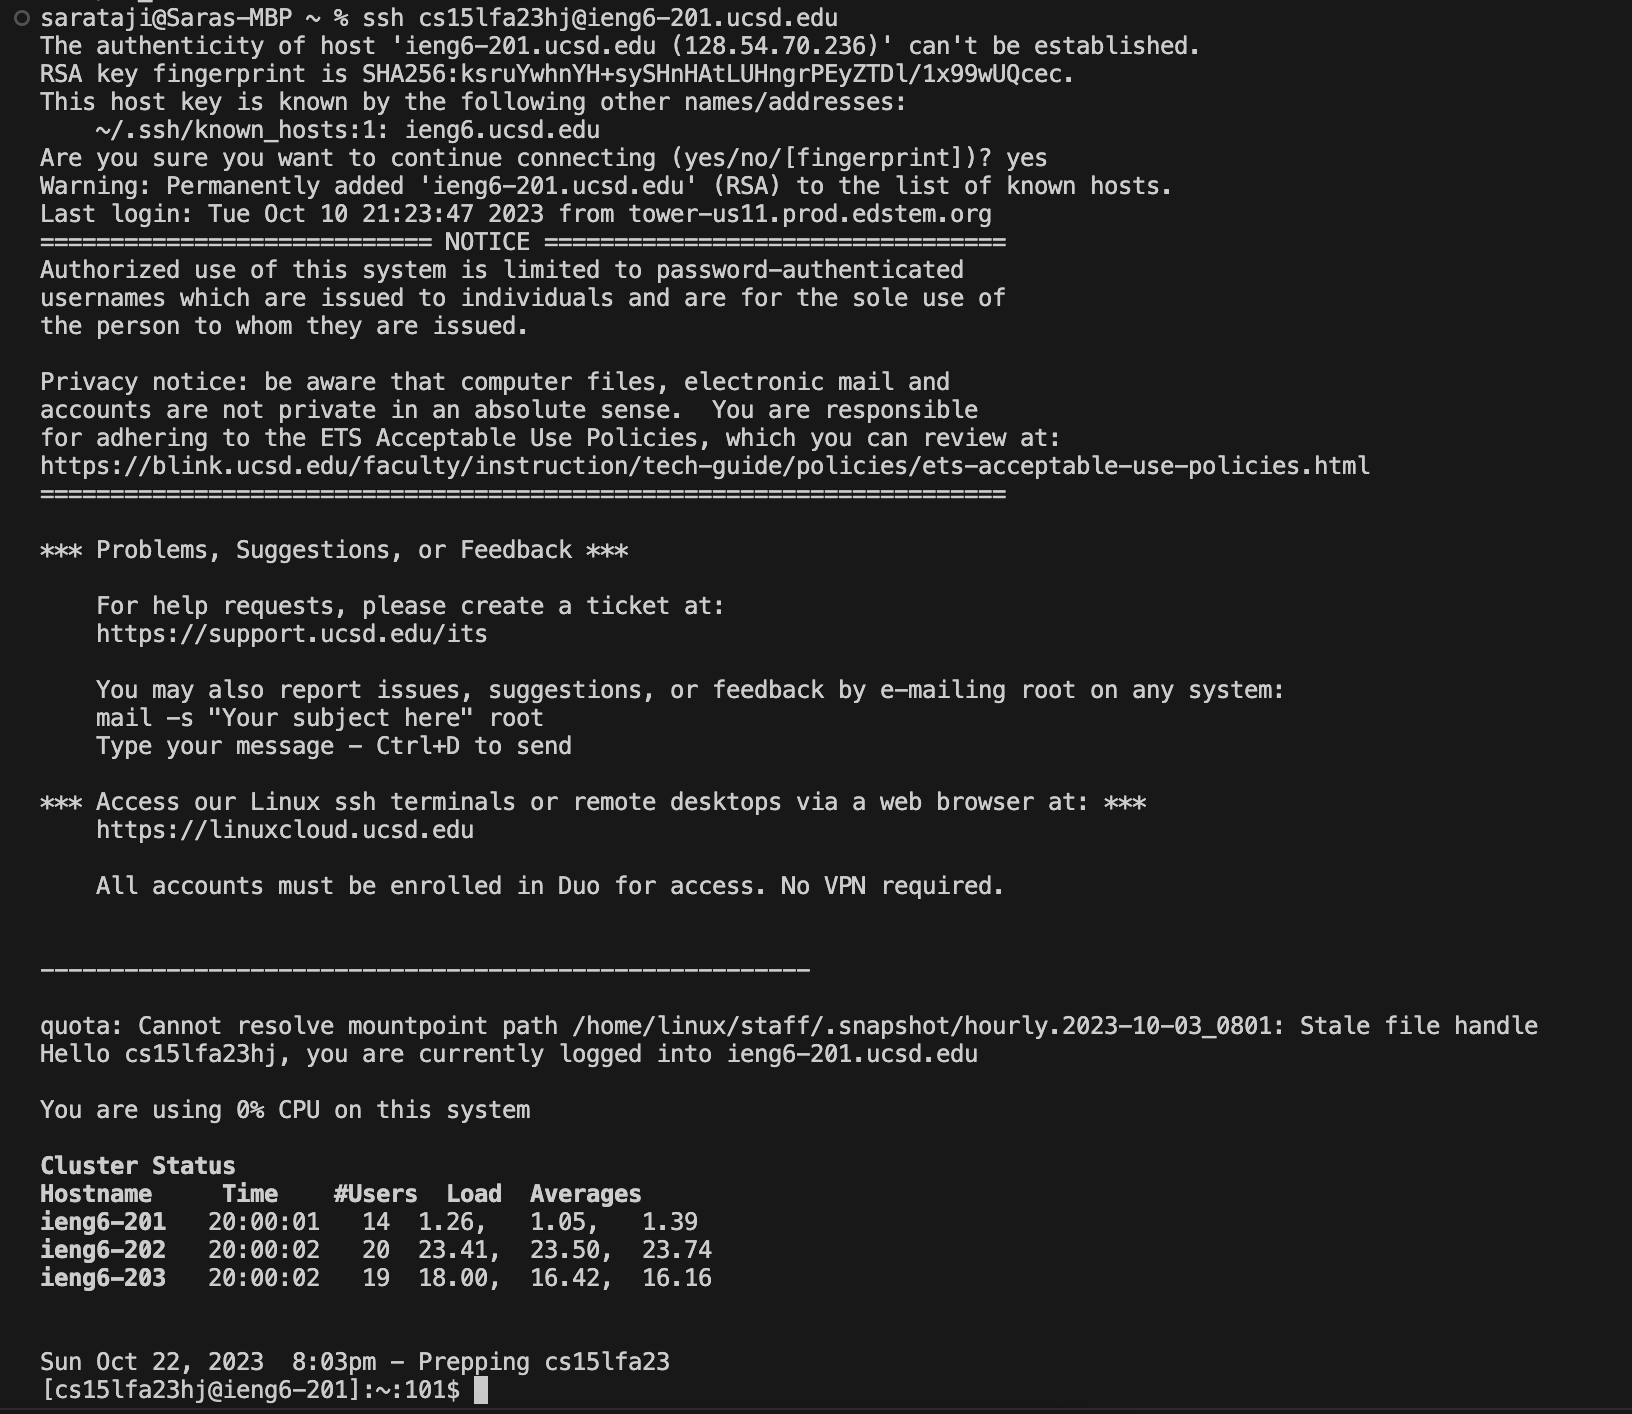 sarataji@Saras-MBP ~ % ssh cs15lfa23hj@ieng6-201.ucsd.edu
The authenticity of host 'ieng6-201.ucsd.edu (128.54.70.236)' can't be established.
RSA key fingerprint is SHA256:ksruYwhnYH+sySHnHAtLUHngrPEyZTDl/1x99wUQcec.
This host key is known by the following other names/addresses:
    ~/.ssh/known_hosts:1: ieng6.ucsd.edu
Are you sure you want to continue connecting (yes/no/[fingerprint])? yes
Warning: Permanently added 'ieng6-201.ucsd.edu' (RSA) to the list of known hosts.
Last login: Tue Oct 10 21:23:47 2023 from tower-us11.prod.edstem.org
============================ NOTICE =================================
Authorized use of this system is limited to password-authenticated
usernames which are issued to individuals and are for the sole use of
the person to whom they are issued.

Privacy notice: be aware that computer files, electronic mail and
accounts are not private in an absolute sense.  You are responsible
for adhering to the ETS Acceptable Use Policies, which you can review at:
https://blink.ucsd.edu/faculty/instruction/tech-guide/policies/ets-acceptable-use-policies.html
=====================================================================

*** Problems, Suggestions, or Feedback ***

    For help requests, please create a ticket at:
    https://support.ucsd.edu/its

    You may also report issues, suggestions, or feedback by e-mailing root on any system:
    mail -s "Your subject here" root
    Type your message - Ctrl+D to send

*** Access our Linux ssh terminals or remote desktops via a web browser at: ***
    https://linuxcloud.ucsd.edu

    All accounts must be enrolled in Duo for access. No VPN required.

-------------------------------------------------------

quota: Cannot resolve mountpoint path /home/linux/staff/.snapshot/hourly.2023-10-03_0801: Stale file handle
Hello cs15lfa23hj, you are currently logged into ieng6-201.ucsd.edu

You are using 0% CPU on this system

Cluster Status
Hostname     Time    #Users  Load  Averages
ieng6-201   20:00:01   14  1.26,   1.05,   1.39
ieng6-202   20:00:02   20  23.41,  23.50,  23.74
ieng6-203   20:00:02   19  18.00,  16.42,  16.16

Sun Oct 22, 2023  8:03pm - Prepping cs15lfa23
[cs15lfa23hj@ieng6-201]:~:101$